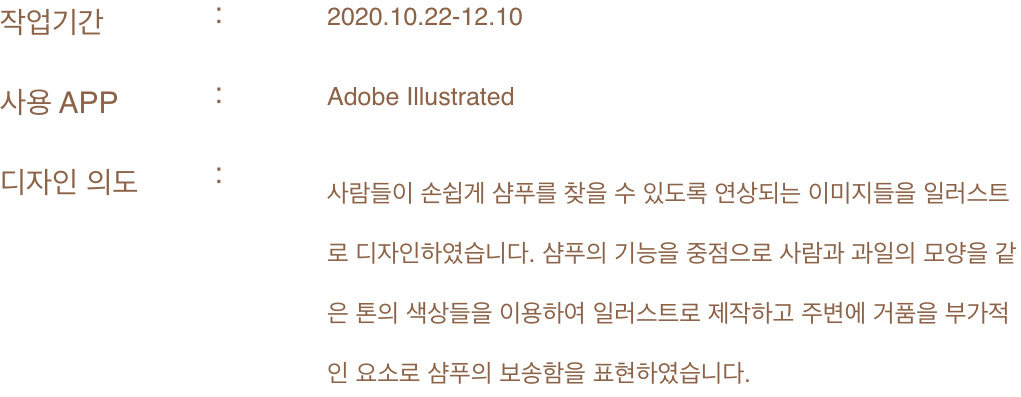 작업기간 : 2020.10.22-12.10
사용 APP : Adobe Illustrated
디자인 의도 :
사람들이 손쉽게 샴푸를 찾을 수 있도록 연상되는 이미지들을 일러스트
로 디자인하였습니다. 샴푸의 기능을 중점으로 사람과 과일의 모양을 같
은 톤의 색상들을 이용하여 일러스트로 제작하고 주변에 거품을 부가적
인 요소로 샴푸의 보송함을 표현하였습니다.